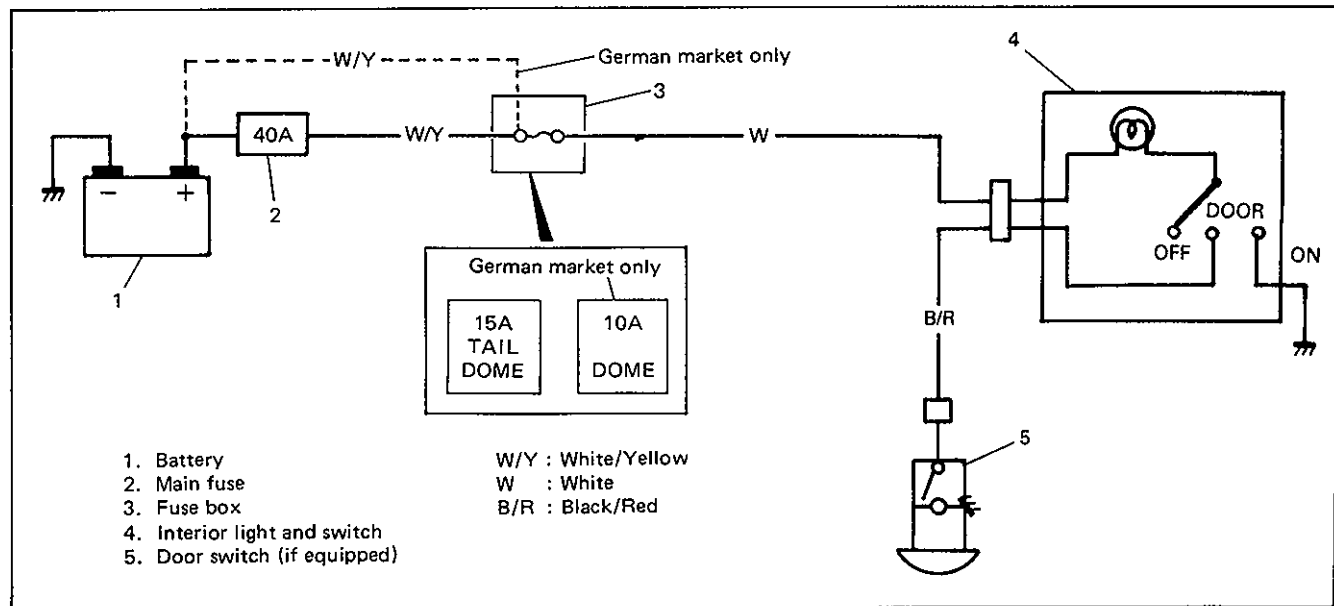 W/Y
German market only
3
4
40A
W/Y
W
2
1
- +
DOOR
OFF
ON
German market only
15A
TAIL
DOME
10A
DOME
B/R
5
1. Battery
2. Main fuse
3. Fuse box
4. Interior light and switch
5. Door switch (if equipped)
W/Y : White/Yellow
W : White
B/R : Black/Red